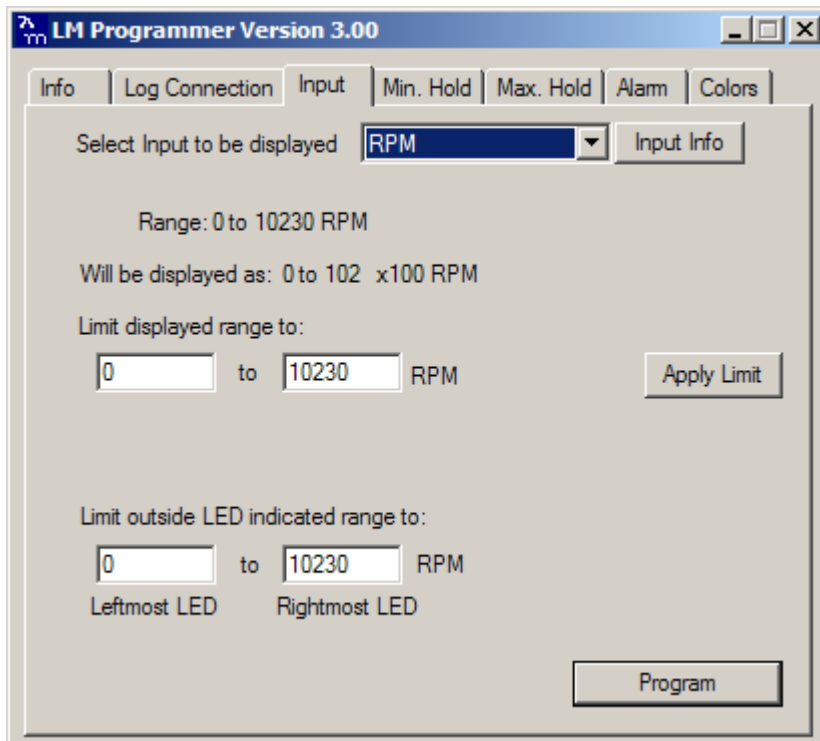 LM Programmer Version 3.00
Info Log Connection Input Min. Hold Max. Hold Alarm Colors
Select Input to be displayed RPM Input Info
Range: 0 to 10230 RPM
Will be displayed as: 0 to 102 x100 RPM
Limit displayed range to:
0 to 10230 RPM Apply Limit
Limit outside LED indicated range to:
0 to 10230 RPM
Leftmost LED Rightmost LED
Program